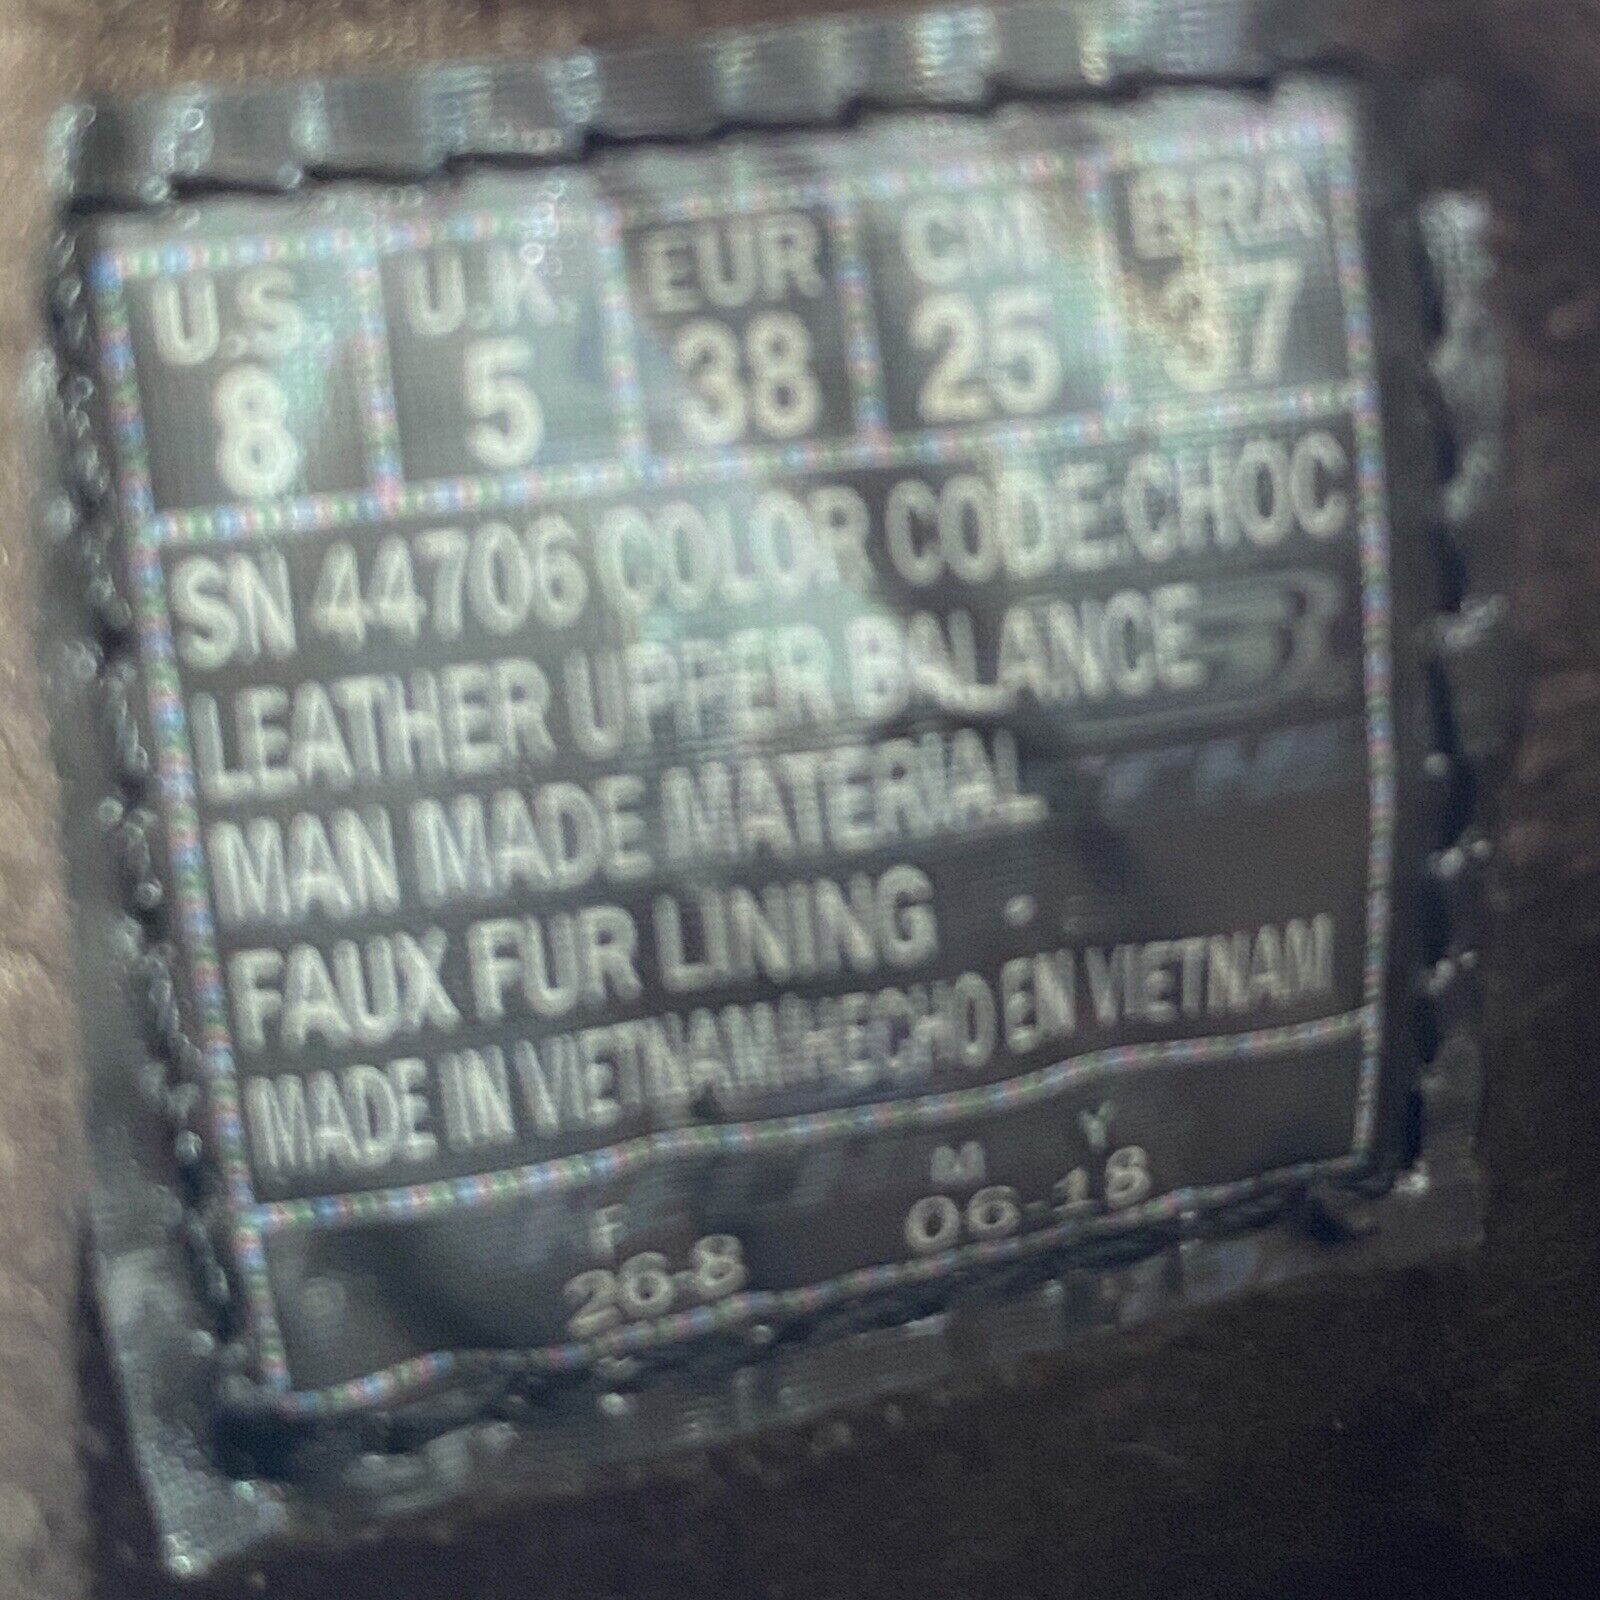 U.S. U.K. EUR CM BRA
8 5 38 25 37
SN 44706 COLOR CODE:CHOC
LEATHER UPPER BALANCE
MAN MADE MATERIAL
FAUX FUR LINING
MADE IN VIETNAM/HECHO EN VIETNAM
F M Y
26-8 06-18